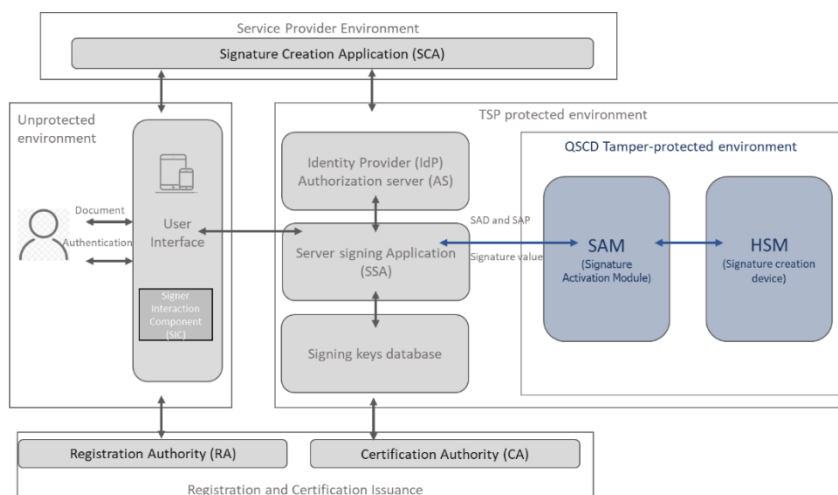 Service Provider Environment
Signature Creation Application (SCA)
Unprotected
environment
TSP protected environment
QSCD Tamper-protected environment
Identity Provider (IdP)
Authorization server (AS)
Document
Authentication
User
Interface
SAD and SAP
Signature value
Server signing Application
(SSA)
SAM
(Signature
Activation Module)
HSM
(Signature creation
device)
Signer
Interaction
Component
(SIC)
Signing keys database
Registration Authority (RA)
Certification Authority (CA)
Registration and Certification Issuance